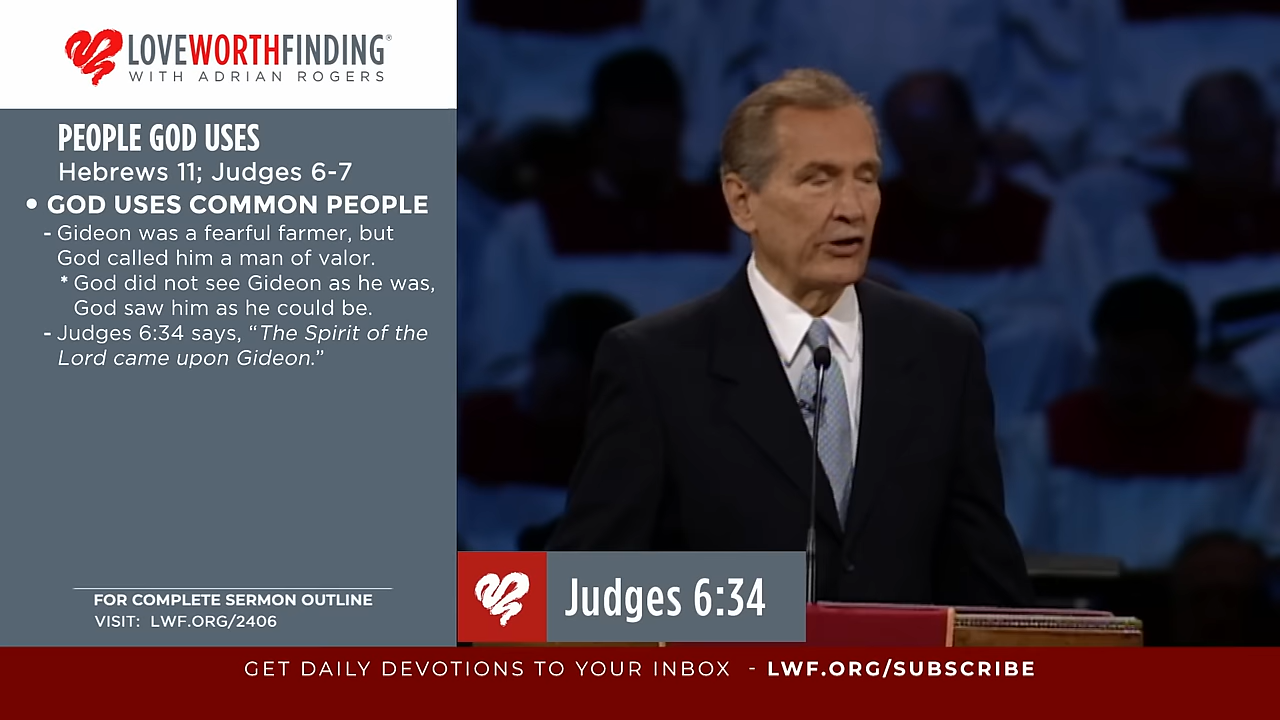 LOVEWORTHFINDING®
WITH ADRIAN ROGERS
PEOPLE GOD USES
Hebrews 11; Judges 6-7
• GOD USES COMMON PEOPLE
- Gideon was a fearful farmer, but
God called him a man of valor.
* God did not see Gideon as he was,
God saw him as he could be.
- Judges 6:34 says, “The Spirit of the
Lord came upon Gideon.”
FOR COMPLETE SERMON OUTLINE
VISIT: LWF.ORG/2406
Judges 6:34
GET DAILY DEVOTIONS TO YOUR INBOX - LWF.ORG/SUBSCRIBE